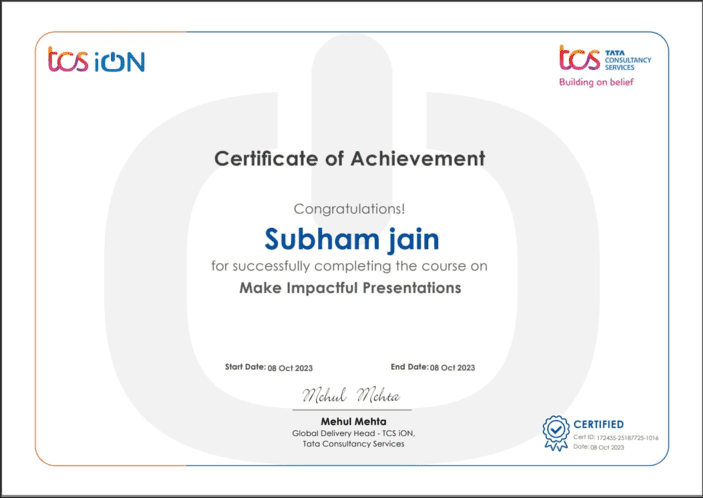 tcs iON
tcs TATA
CONSULTANCY
SERVICES
Building on belief
Certificate of Achievement
Congratulations!
Subham jain
for successfully completing the course on
Make Impactful Presentations
Start Date: 08 Oct 2023
End Date: 08 Oct 2023
Mehul Mehta
Mehul Mehta
Global Delivery Head - TCS iON,
Tata Consultancy Services
CERTIFIED
Cert ID: 172435-25187725-1016
Date: 08 Oct 2023